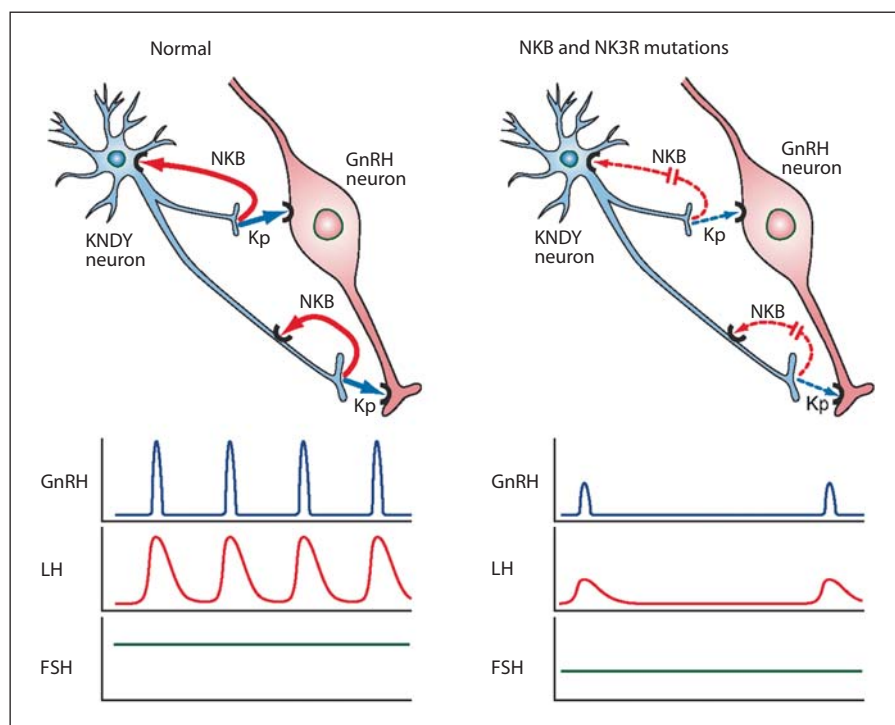 Normal
NKB
GnRH
neuron
Kp
KNDY
neuron
NKB
Kp
GnRH
LH
FSH
NKB and NK3R mutations
NKB
GnRH
neuron
Kp
KNDY
neuron
NKB
Kp
GnRH
LH
FSH